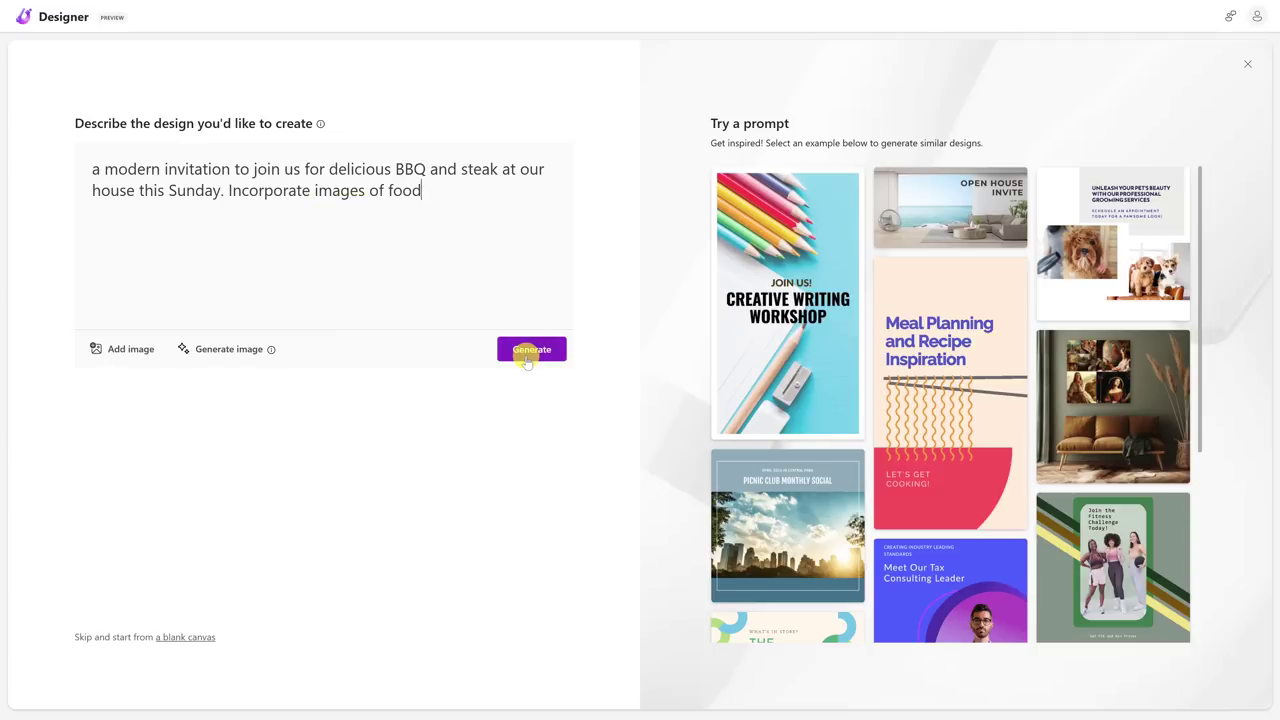 Designer PREVIEW
Describe the design you'd like to create
a modern invitation to join us for delicious BBQ and steak at our
house this Sunday. Incorporate images of food
Add image
Generate image
Generate
Skip and start from a blank canvas
Try a prompt
Get inspired! Select an example below to generate similar designs.
JOIN US!
CREATIVE WRITING
WORKSHOP
PICNIC CLUB MONTHLY SOCIAL
WHAT'S IN STORE?
THE
OPEN HOUSE
INVITE
Meal Planning
and Recipe
Inspiration
LET'S GET
COOKING!
CREATING INDUSTRY LEADING
STANDARDS
Meet Our Tax
Consulting Leader
UNLEASH YOUR PET'S BEAUTY
WITH OUR PROFESSIONAL
GROOMING SERVICES
SCHEDULE AN APPOINTMENT
TODAY FOR A PAWSOME LOOK!
Join the
Fitness
Challenge
Today!
Get Fit and Win Prizes